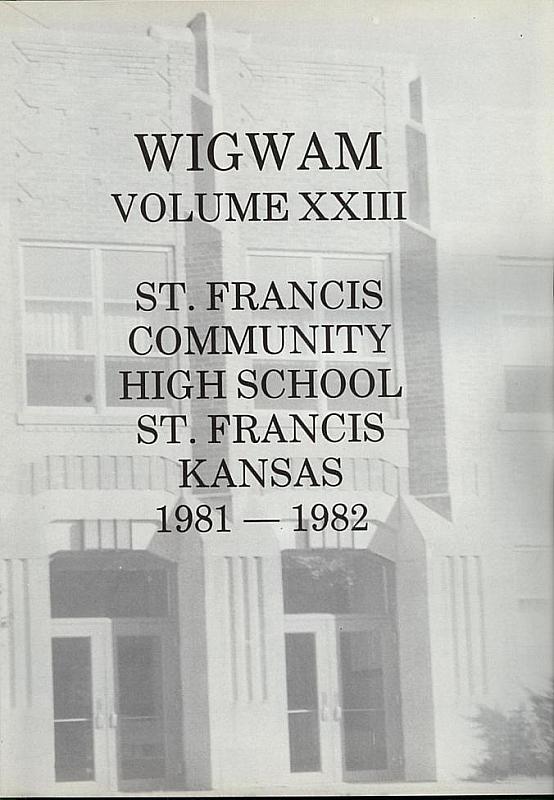 WIGWAM
VOLUME XXIII
ST. FRANCIS
COMMUNITY
HIGH SCHOOL
ST. FRANCIS
KANSAS
1981 — 1982